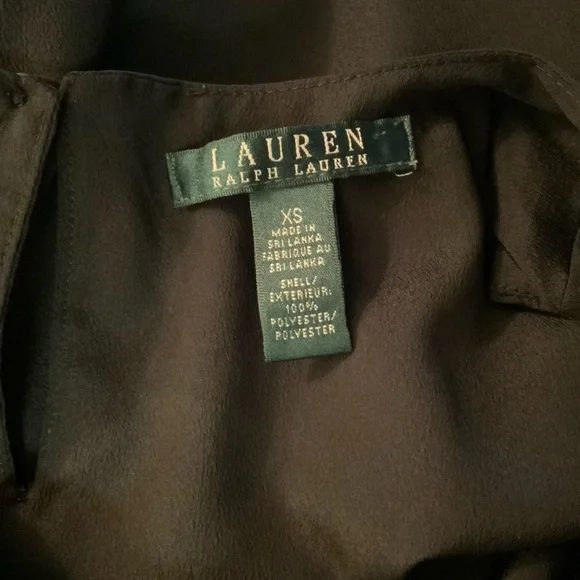 LAUREN
RALPH LAUREN
XS
MADE IN
SRI LANKA
FABRIQUE AU
SRI LANKA
SHELL/
EXTERIEUR:
100%
POLYESTER/
POLYESTER